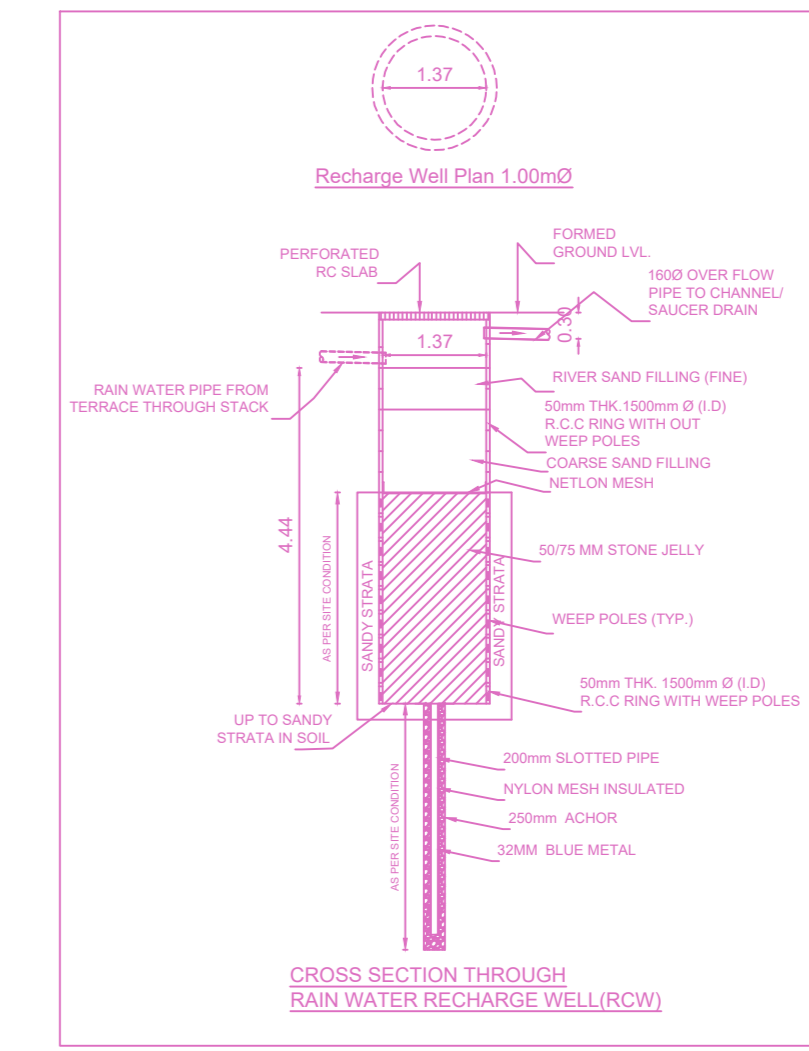 1.37
Recharge Well Plan 1.00mØ
PERFORATED
RC SLAB
FORMED
GROUND LVL.
160Ø OVER FLOW
PIPE TO CHANNEL/
SAUCER DRAIN
0.30
1.37
RAIN WATER PIPE FROM
TERRACE THROUGH STACK
RIVER SAND FILLING (FINE)
50mm THK.1500mm Ø (I.D)
R.C.C RING WITH OUT
WEEP POLES
COARSE SAND FILLING
NETLON MESH
4.44
AS PER SITE CONDITION
SANDY STRATA
SANDY STRATA
50/75 MM STONE JELLY
WEEP POLES (TYP.)
50mm THK. 1500mm Ø (I.D)
R.C.C RING WITH WEEP POLES
UP TO SANDY
STRATA IN SOIL
AS PER SITE CONDITION
200mm SLOTTED PIPE
NYLON MESH INSULATED
250mm ACHOR
32MM BLUE METAL
CROSS SECTION THROUGH
RAIN WATER RECHARGE WELL(RCW)